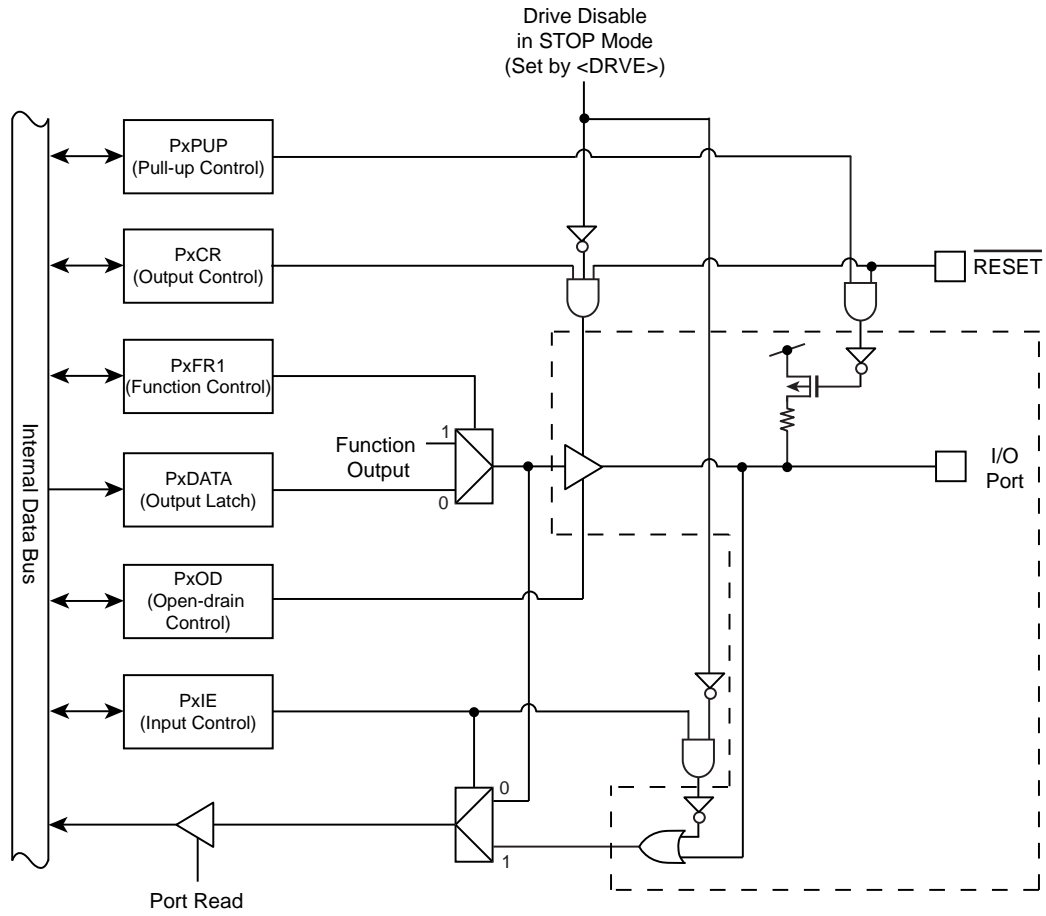 Drive Disable
in STOP Mode
(Set by <DRVE>)
PxPUP
(Pull-up Control)
PxCR
(Output Control)
RESET
PxFR1
(Function Control)
1
Function
Output
0
I/O
Port
PxDATA
(Output Latch)
Internal Data Bus
PxOD
(Open-drain
Control)
PxIE
(Input Control)
0
1
Port Read